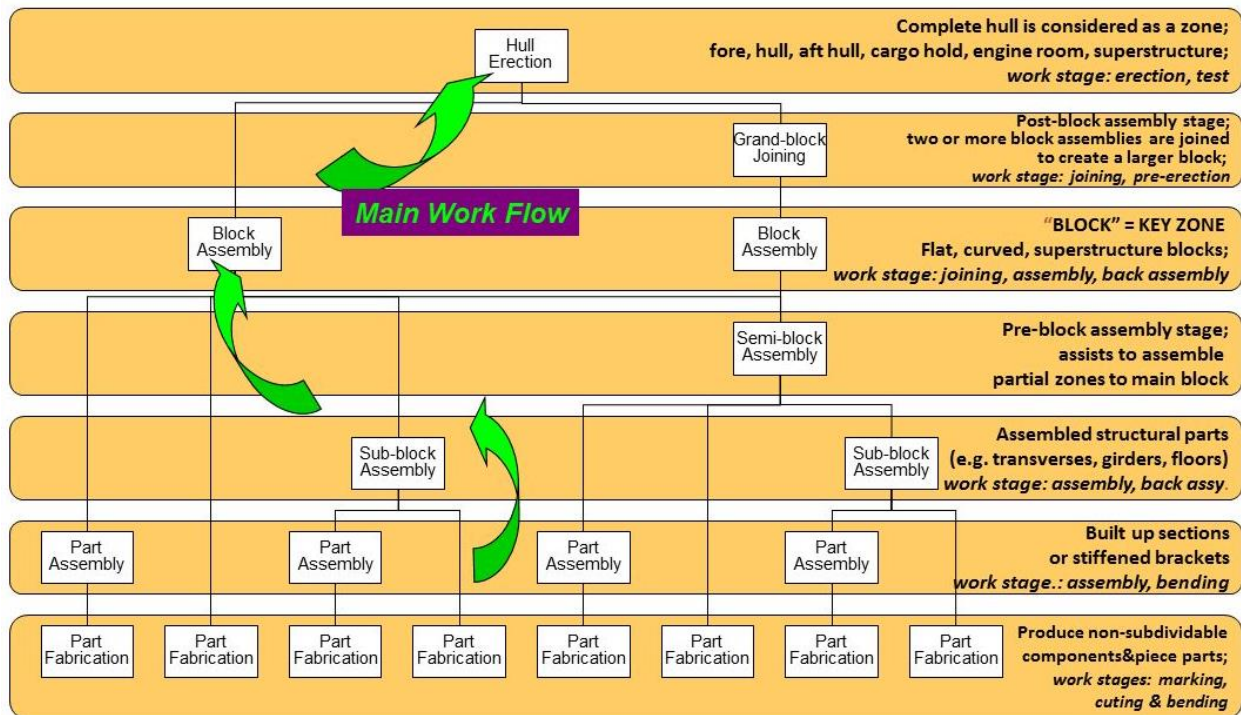 Hull
Erection
Complete hull is considered as a zone;
fore, hull, aft hull, cargo hold, engine room, superstructure;
work stage: erection, test
Grand-block
Joining
Post-block assembly stage;
two or more block assemblies are joined
to create a larger block;
work stage: joining, pre-erection
Main Work Flow
Block
Assembly
Block
Assembly
“BLOCK” = KEY ZONE
Flat, curved, superstructure blocks;
work stage: joining, assembly, back assembly
Semi-block
Assembly
Pre-block assembly stage;
assists to assemble
partial zones to main block
Sub-block
Assembly
Sub-block
Assembly
Assembled structural parts
(e.g. transverses, girders, floors)
work stage: assembly, back assy.
Part
Assembly
Part
Assembly
Part
Assembly
Part
Assembly
Built up sections
or stiffened brackets
work stage.: assembly, bending
Part
Fabrication
Part
Fabrication
Part
Fabrication
Part
Fabrication
Part
Fabrication
Part
Fabrication
Part
Fabrication
Part
Fabrication
Produce non-subdividable
components&piece parts;
work stages: marking,
cuting & bending